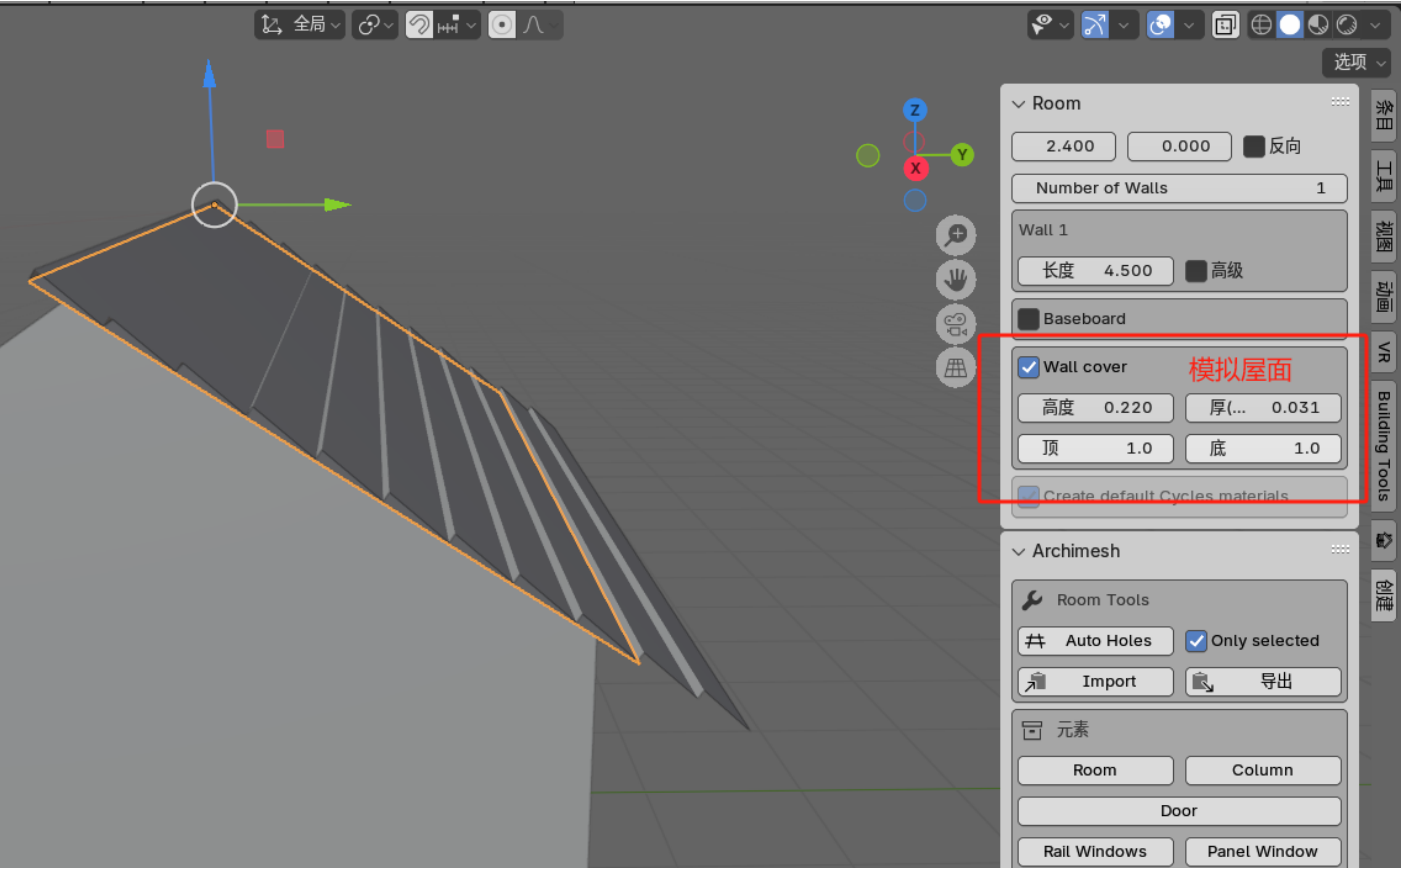 全局
选项
Z
Y
X
Room
2.400 0.000 反向
Number of Walls 1
Wall 1
长度 4.500 高级
Baseboard
Wall cover 模拟屋面
高度 0.220 厚(... 0.031
顶 1.0 底 1.0
Create default Cycles materials
Archimesh
Room Tools
Auto Holes Only selected
Import 导出
元素
Room Column
Door
Rail Windows Panel Window
条目
工具
视图
动画
VR
Building Tools
创建